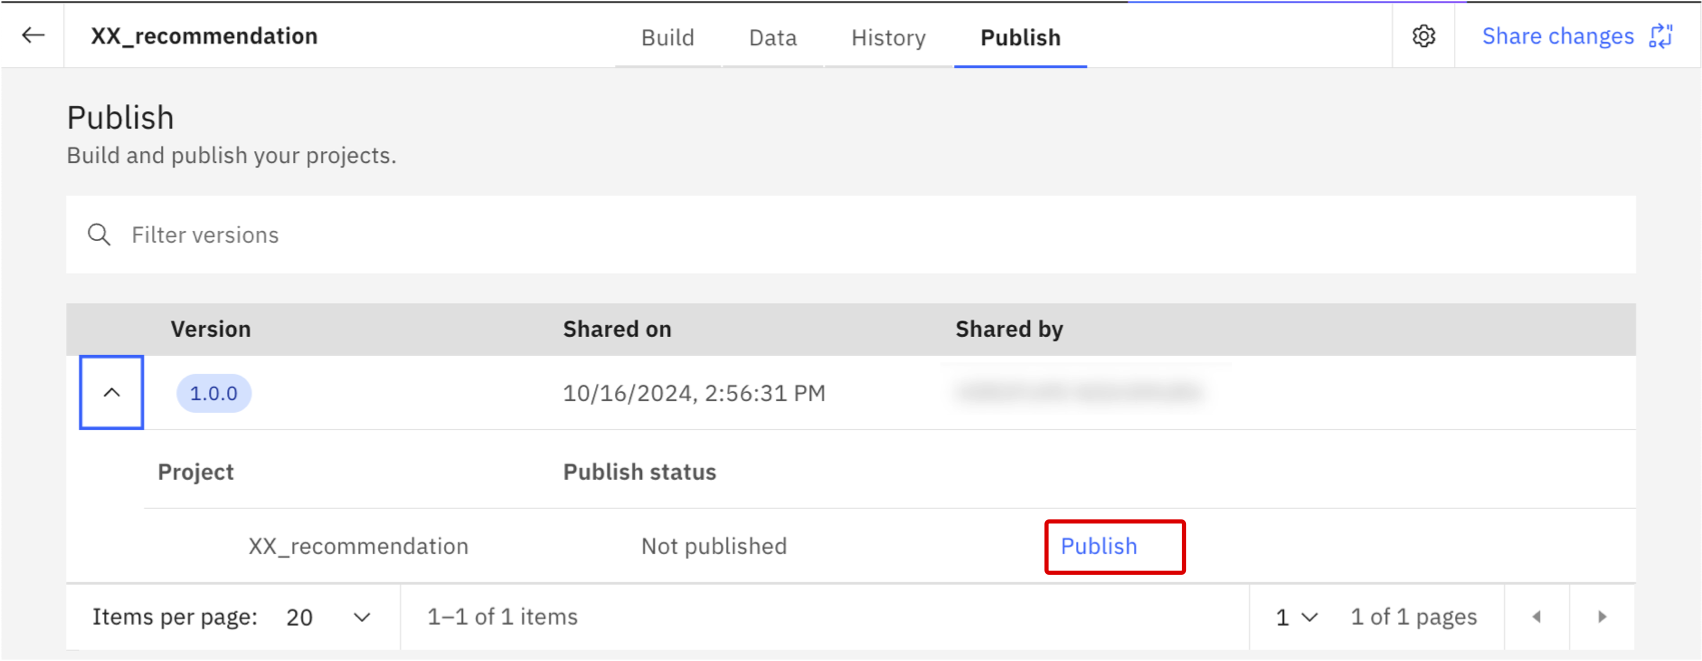 XX_recommendation Build Data History Publish Share changes
Publish
Build and publish your projects.
Filter versions
Version Shared on Shared by
1.0.0 10/16/2024, 2:56:31 PM
Project Publish status
XX_recommendation Not published Publish
Items per page: 20 1–1 of 1 items 1 1 of 1 pages